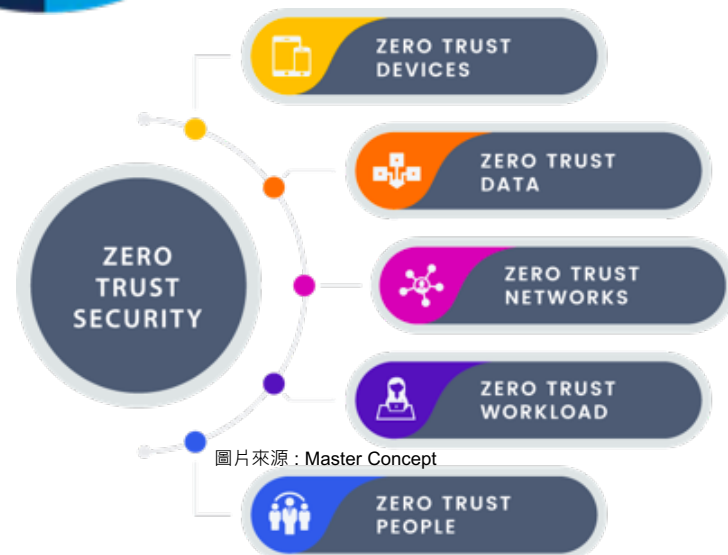 ZERO TRUST
DEVICES
ZERO TRUST
DATA
ZERO
TRUST
SECURITY
ZERO TRUST
NETWORKS
ZERO TRUST
WORKLOAD
圖片來源 : Master Concept
ZERO TRUST
PEOPLE